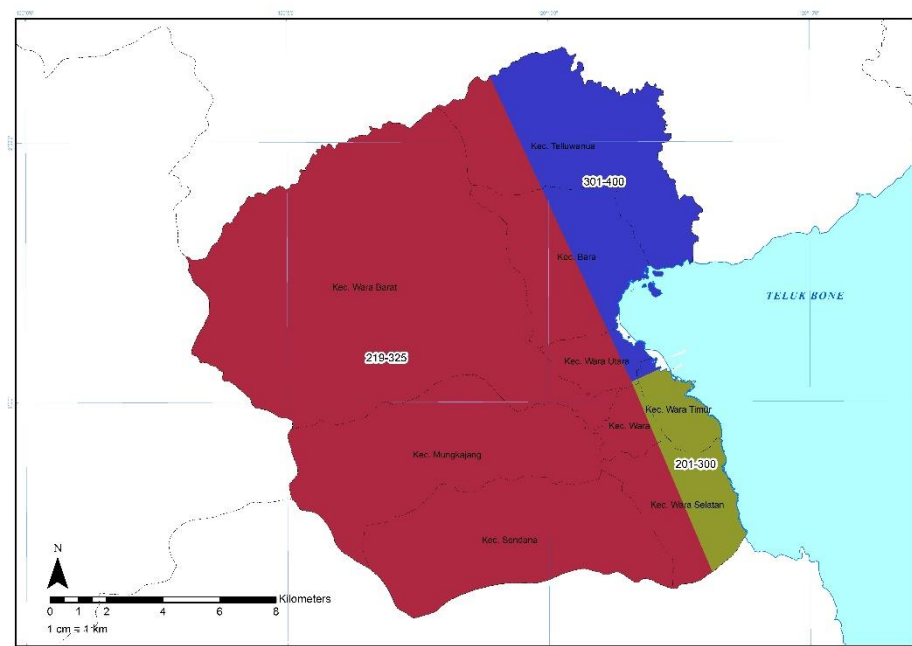 Kec. Telluwanua
301-400
Kec. Bara
Kec. Wara Barat
TELUK BONE
219-325
Kec. Wara Utara
Kec. Wara Timur
Kec. Wara
Kec. Mungkajang
201-300
Kec. Wara Selatan
Kec. Sendana
N
Kilometers
0 1 2 4 6 8
1 cm = 1 km